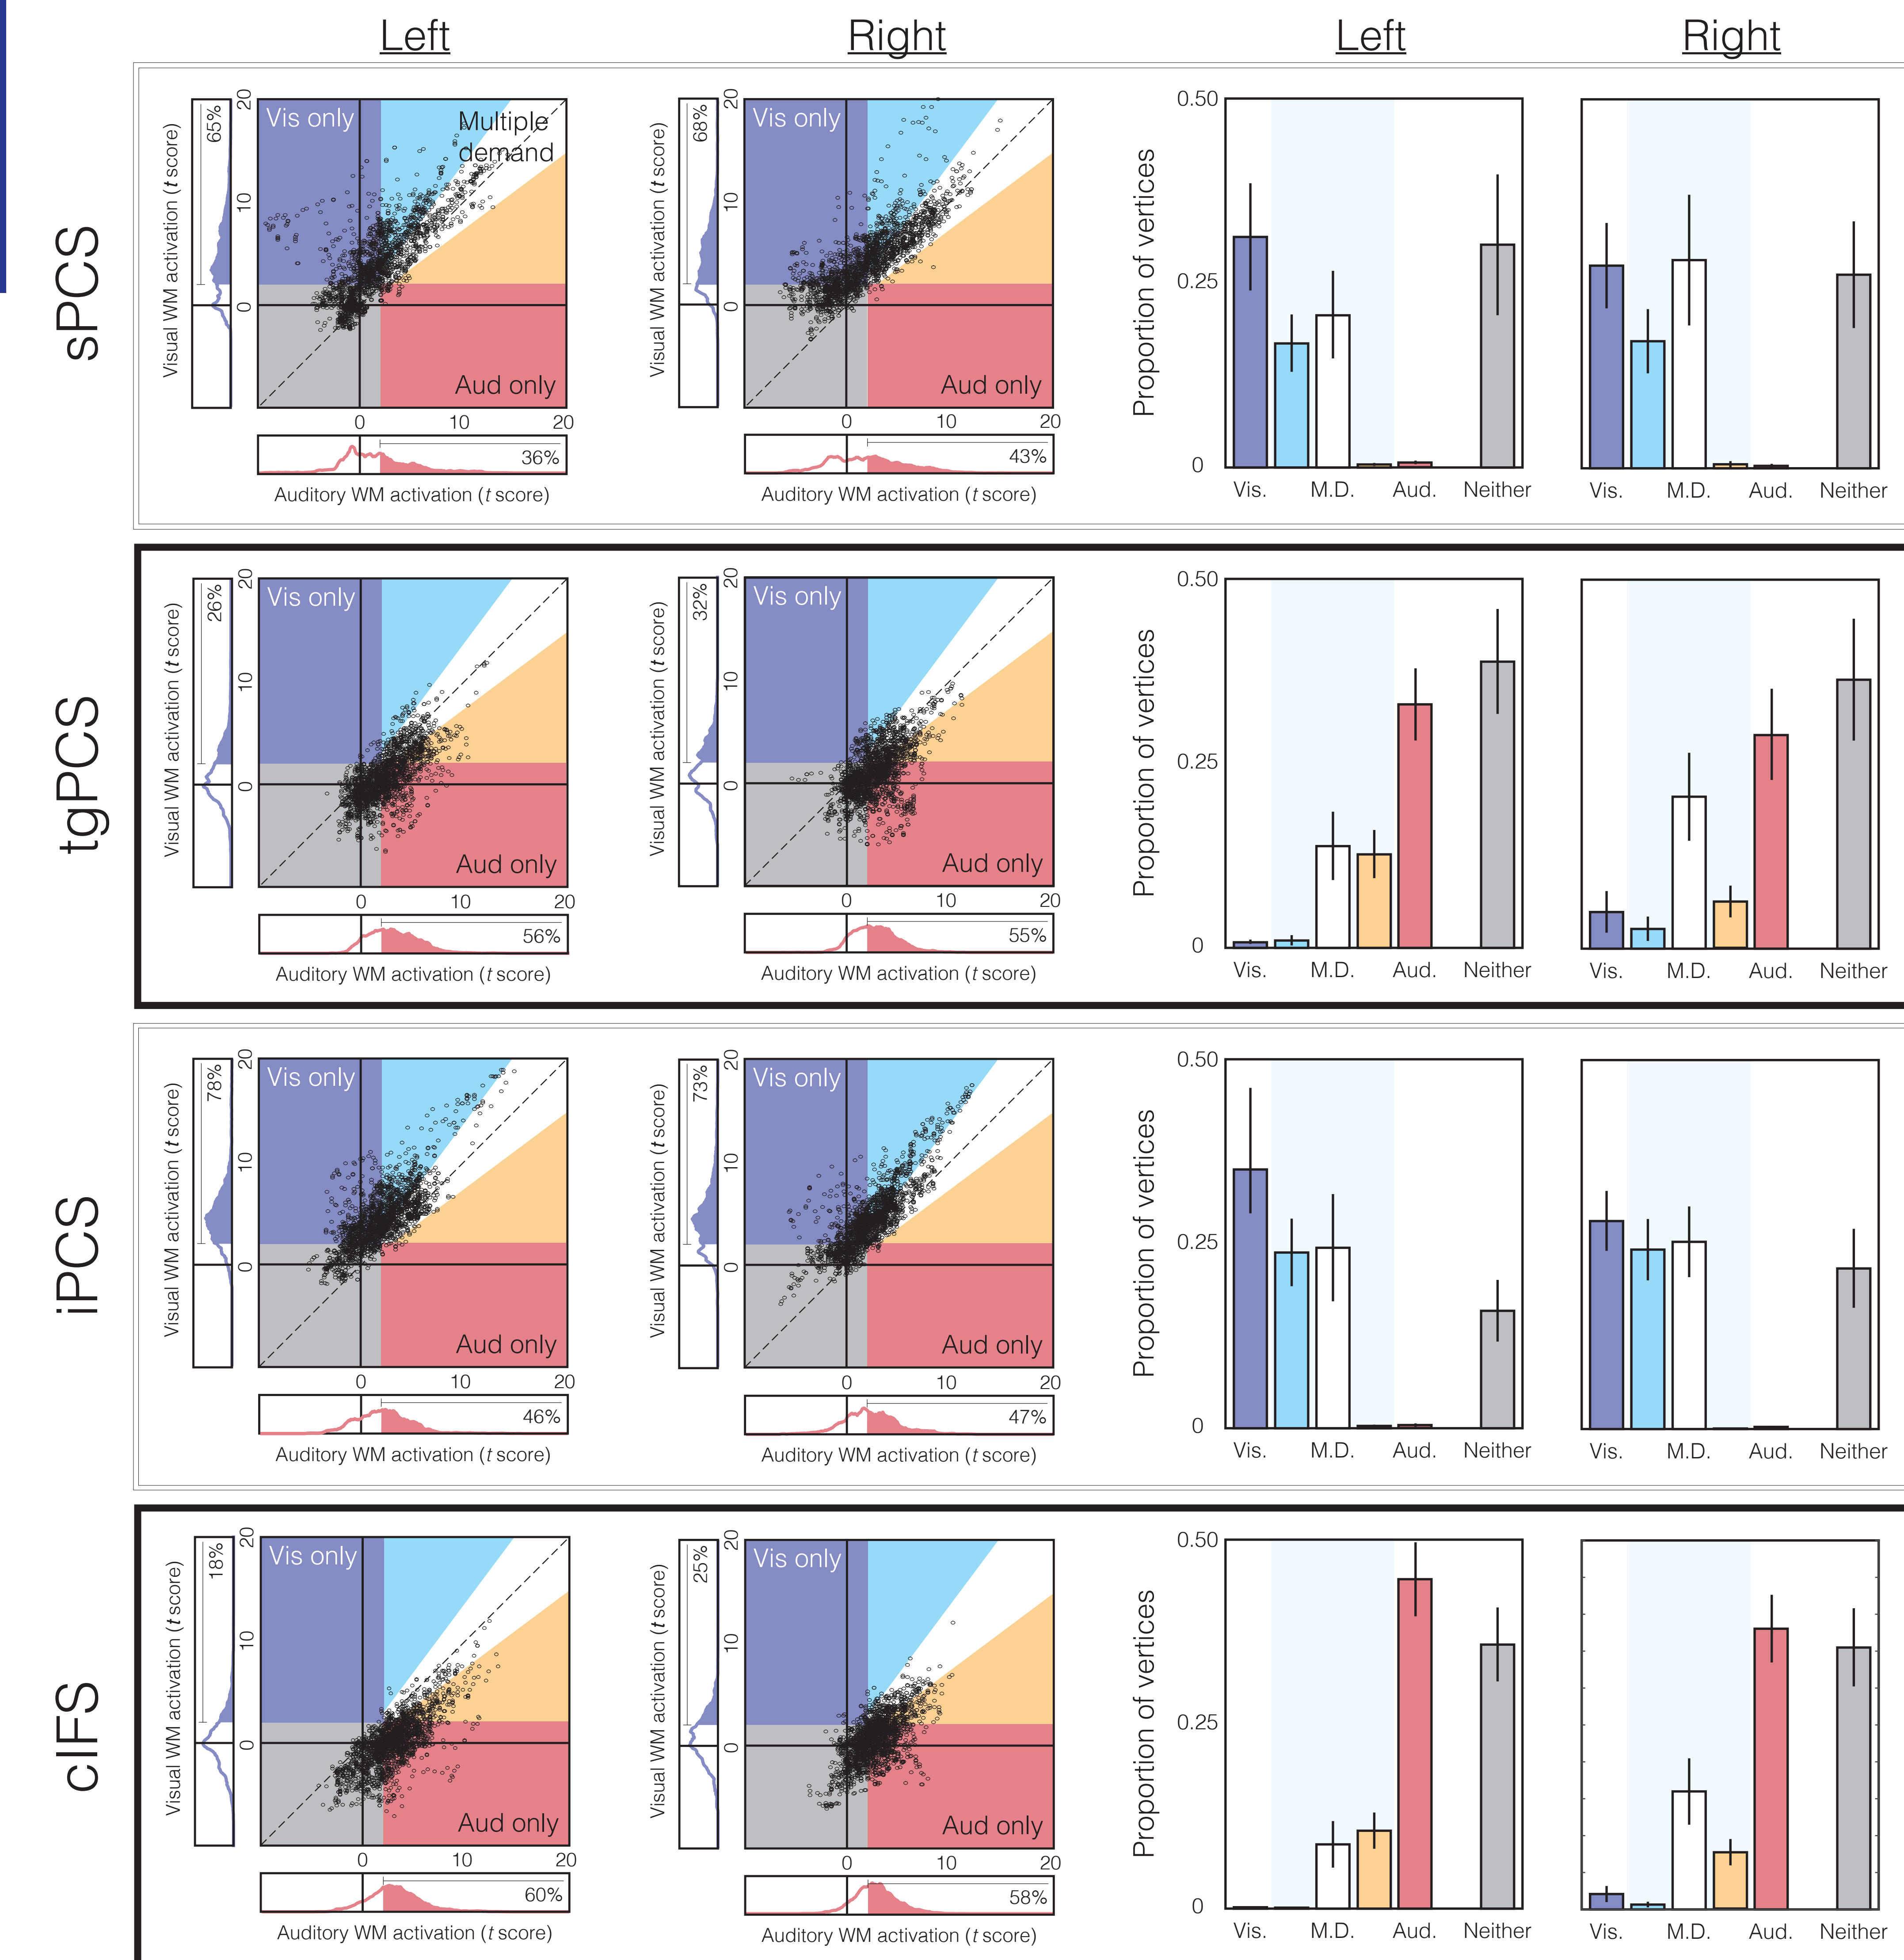 Left
Right
Left
Right
sPCS
Visual WM activation (t score)
65%
20
10
0
Vis only
Multiple
demand
Aud only
0 10 20
36%
Auditory WM activation (t score)
Visual WM activation (t score)
68%
20
10
0
Vis only
Aud only
0 10 20
43%
Auditory WM activation (t score)
Proportion of vertices
0.50
0.25
0
Vis. M.D. Aud. Neither
Vis. M.D. Aud. Neither
tgPCS
Visual WM activation (t score)
26%
20
10
0
Vis only
Aud only
0 10 20
56%
Auditory WM activation (t score)
Visual WM activation (t score)
32%
20
10
0
Vis only
Aud only
0 10 20
55%
Auditory WM activation (t score)
Proportion of vertices
0.50
0.25
0
Vis. M.D. Aud. Neither
Vis. M.D. Aud. Neither
iPCS
Visual WM activation (t score)
78%
20
10
0
Vis only
Aud only
0 10 20
46%
Auditory WM activation (t score)
Visual WM activation (t score)
73%
20
10
0
Vis only
Aud only
0 10 20
47%
Auditory WM activation (t score)
Proportion of vertices
0.50
0.25
0
Vis. M.D. Aud. Neither
Vis. M.D. Aud. Neither
cIFS
Visual WM activation (t score)
18%
20
10
0
Vis only
Aud only
0 10 20
60%
Auditory WM activation (t score)
Visual WM activation (t score)
25%
20
10
0
Vis only
Aud only
0 10 20
58%
Auditory WM activation (t score)
Proportion of vertices
0.50
0.25
0
Vis. M.D. Aud. Neither
Vis. M.D. Aud. Neither